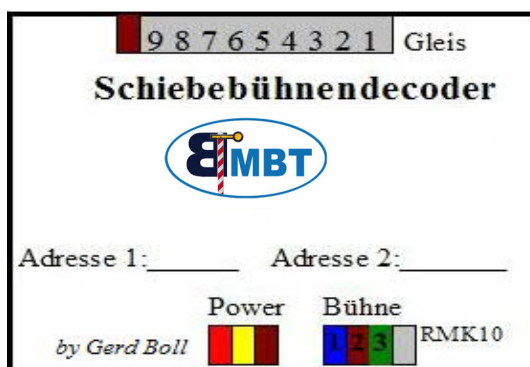 9 8 7 6 5 4 3 2 1 Gleis
Schiebebühnendecoder
MBT
Adresse 1:______ Adresse 2:_______
Power Bühne
by Gerd Boll 1 2 3 RMK10